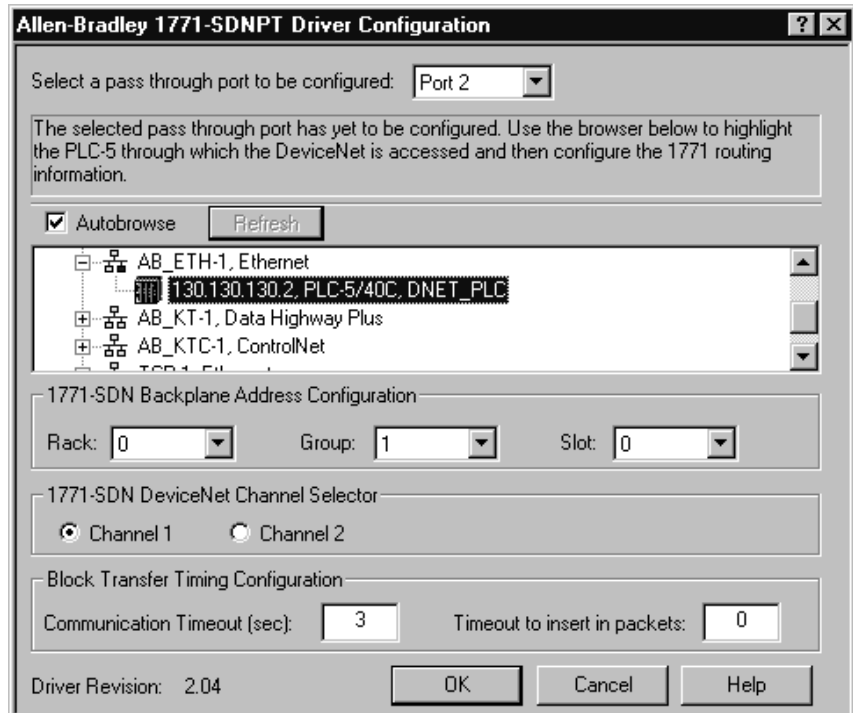 Allen-Bradley 1771-SDNPT Driver Configuration
Select a pass through port to be configured: Port 2
The selected pass through port has yet to be configured. Use the browser below to highlight
the PLC-5 through which the DeviceNet is accessed and then configure the 1771 routing
information.
Autobrowse Refresh
AB_ETH-1, Ethernet
130.130.130.2, PLC-5/40C, DNET_PLC
AB_KT-1, Data Highway Plus
AB_KTC-1, ControlNet
1771-SDN Backplane Address Configuration
Rack: 0 Group: 1 Slot: 0
1771-SDN DeviceNet Channel Selector
Channel 1 Channel 2
Block Transfer Timing Configuration
Communication Timeout (sec): 3 Timeout to insert in packets: 0
Driver Revision: 2.04 OK Cancel Help